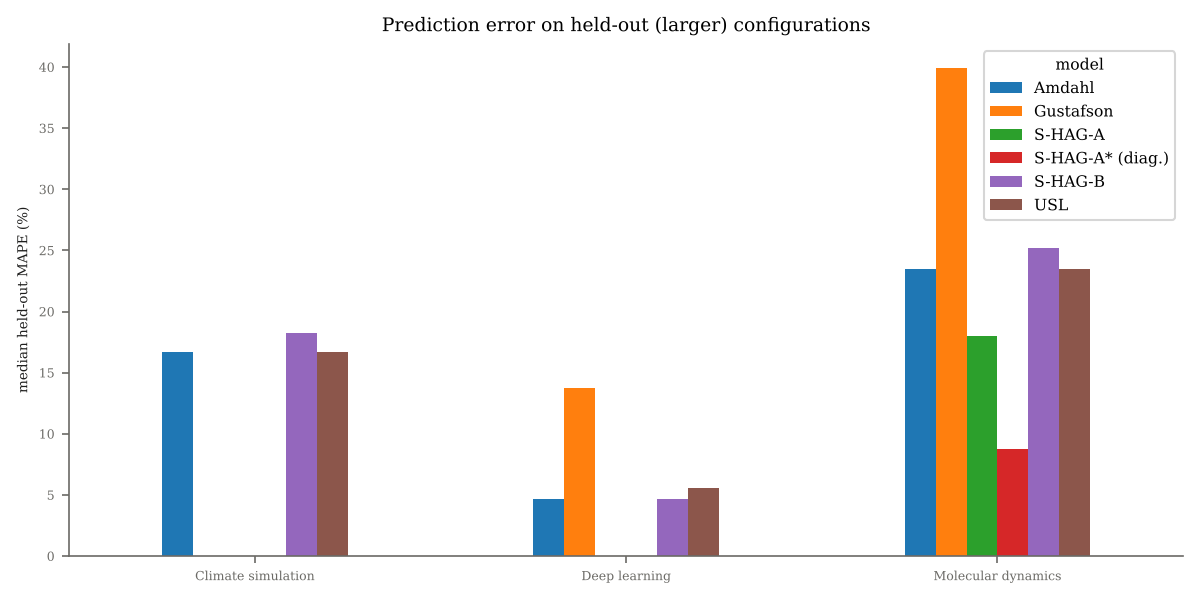 Prediction error on held-out (larger) configurations
median held-out MAPE (%)
40
35
30
25
20
15
10
5
0
model
Amdahl
Gustafson
S-HAG-A
S-HAG-A* (diag.)
S-HAG-B
USL
Climate simulation
Deep learning
Molecular dynamics